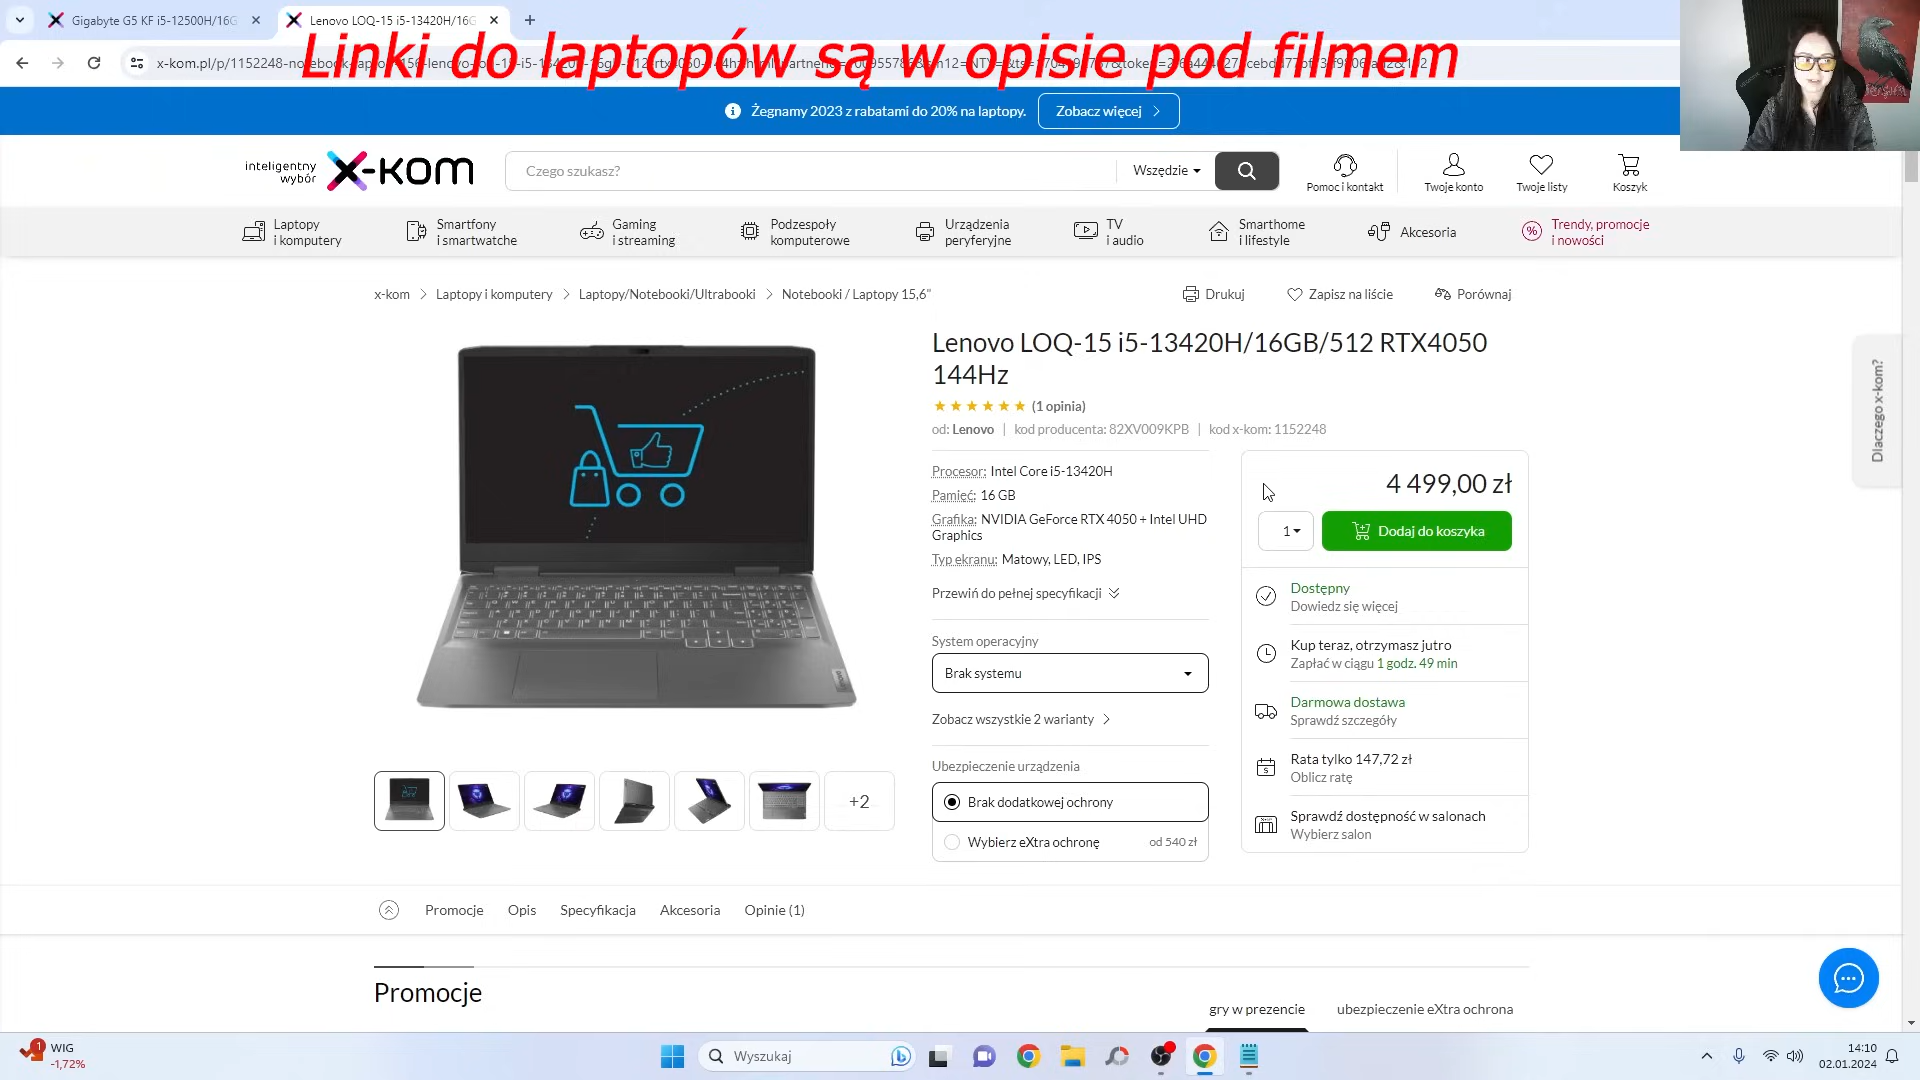 Gigabyte G5 KF i5-12500H/16G
Lenovo LOQ-15 i5-13420H/16G
Linki do laptopów są w opisie pod filmem
Żegnamy 2023 z rabatami do 20% na laptopy.
Zobacz więcej
inteligentny
wybór
x-kom
Czego szukasz?
Wszędzie
Pomoc i kontakt
Twoje konto
Twoje listy
Koszyk
Laptopy
i komputery
Smartfony
i smartwatche
Gaming
i streaming
Podzespoły
komputerowe
Urządzenia
peryferyjne
TV
i audio
Smarthome
i lifestyle
Akcesoria
Trendy, promocje
i nowości
x-kom
Laptopy i komputery
Laptopy/Notebooki/Ultrabooki
Notebooki / Laptopy 15,6"
Drukuj
Zapisz na liście
Porównaj
Lenovo LOQ-15 i5-13420H/16GB/512 RTX4050
144Hz
(1 opinia)
od: Lenovo | kod producenta: 82XV009KPB | kod x-kom: 1152248
Procesor: Intel Core i5-13420H
Pamięć: 16 GB
Grafika: NVIDIA GeForce RTX 4050 + Intel UHD
Graphics
Typ ekranu: Matowy, LED, IPS
Przewiń do pełnej specyfikacji
System operacyjny
Brak systemu
Zobacz wszystkie 2 warianty
Ubezpieczenie urządzenia
Brak dodatkowej ochrony
Wybierz eXtra ochronę
od 540 zł
4 499,00 zł
1
Dodaj do koszyka
Dostępny
Dowiedz się więcej
Kup teraz, otrzymasz jutro
Zapłać w ciągu 1 godz. 49 min
Darmowa dostawa
Sprawdź szczegóły
Rata tylko 147,72 zł
Oblicz ratę
Sprawdź dostępność w salonach
Wybierz salon
Dlaczego x-kom?
+2
Promocje
Opis
Specyfikacja
Akcesoria
Opinie (1)
Promocje
gry w prezencie
ubezpieczenie eXtra ochrona
1
WIG
-1,72%
Wyszukaj
14:10
02.01.2024